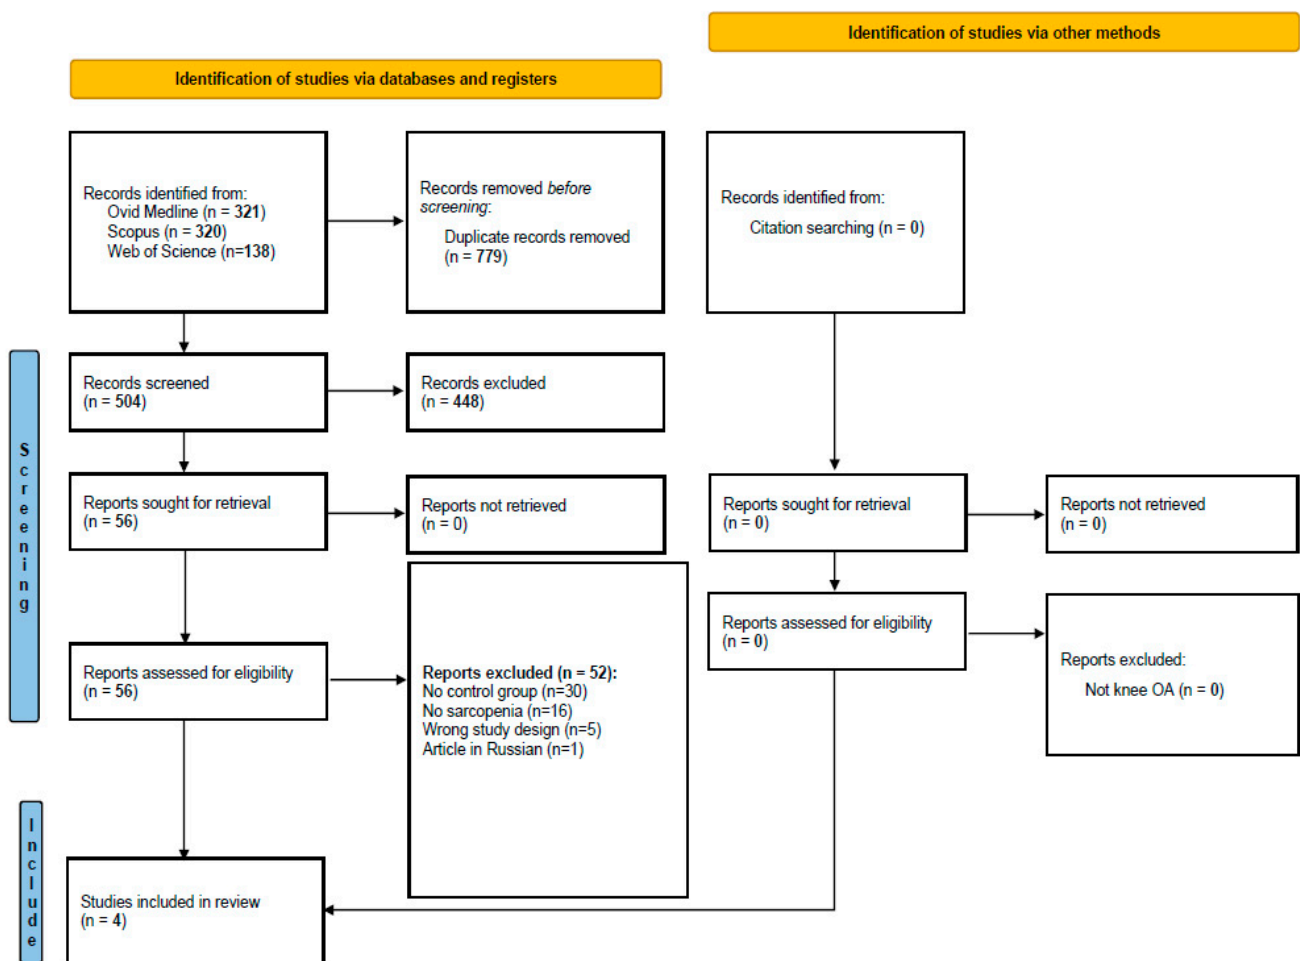 Identification of studies via other methods
Identification of studies via databases and registers
Records identified from:
Ovid Medline (n = 321)
Scopus (n = 320)
Web of Science (n=138)
Records removed before
screening:
Duplicate records removed
(n = 779)
Records identified from:
Citation searching (n = 0)
Screening
Records screened
(n = 504)
Records excluded
(n = 448)
Reports sought for retrieval
(n = 56)
Reports not retrieved
(n = 0)
Reports sought for retrieval
(n = 0)
Reports not retrieved
(n = 0)
Reports assessed for eligibility
(n = 56)
Reports excluded (n = 52):
No control group (n=30)
No sarcopenia (n=16)
Wrong study design (n=5)
Article in Russian (n=1)
Reports assessed for eligibility
(n = 0)
Reports excluded:
Not knee OA (n = 0)
Include
Studies included in review
(n = 4)